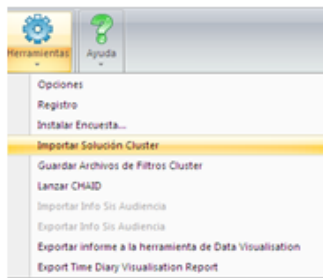 Herramientas
Ayuda
Opciones
Registro
Instalar Encuesta...
Importar Solución Cluster
Guardar Archivos de Filtros Cluster
Lanzar CHAID
Importar Info Sis Audiencia
Exportar Info Sis Audiencia
Exportar informe a la herramienta de Data Visualisation
Export Time Diary Visualisation Report